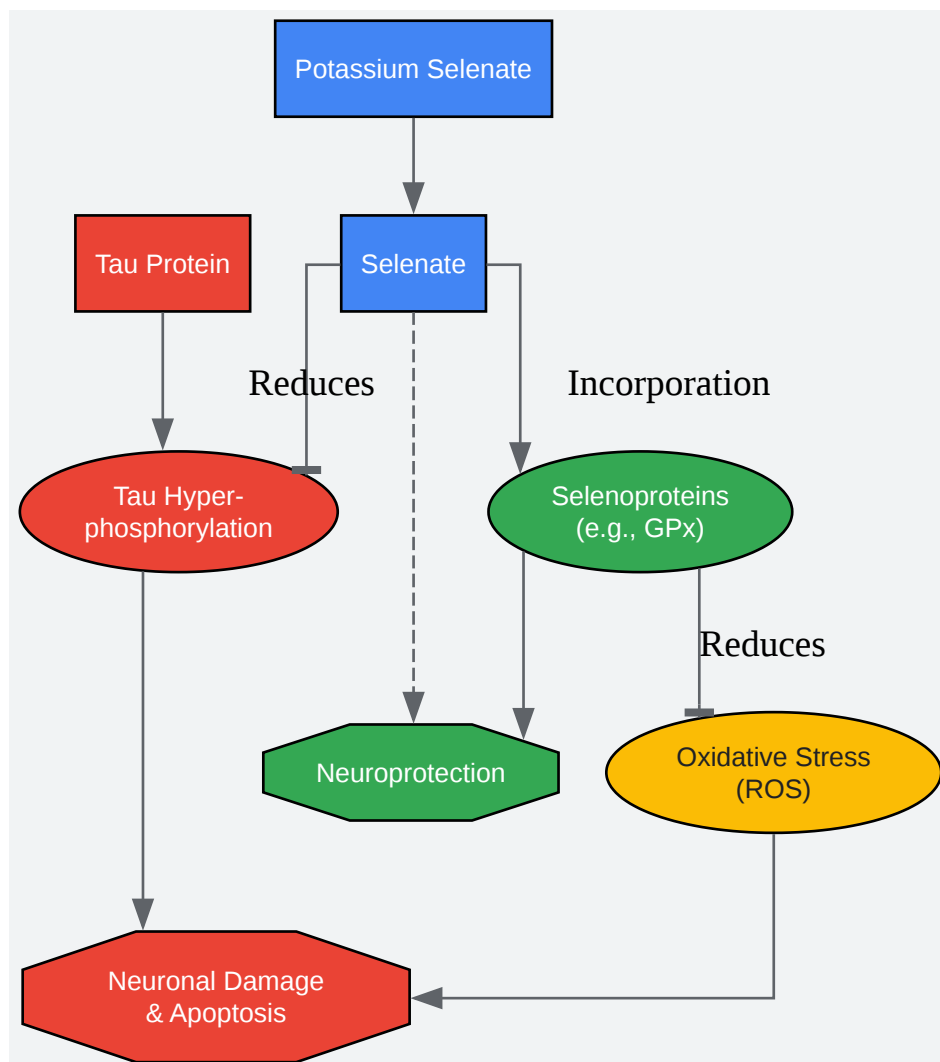 Potassium Selenate
Tau Protein
Selenate
Reduces
Incorporation
Tau Hyper-
phosphorylation
Selenoproteins
(e.g., GPx)
Reduces
Neuroprotection
Oxidative Stress
(ROS)
Neuronal Damage
& Apoptosis